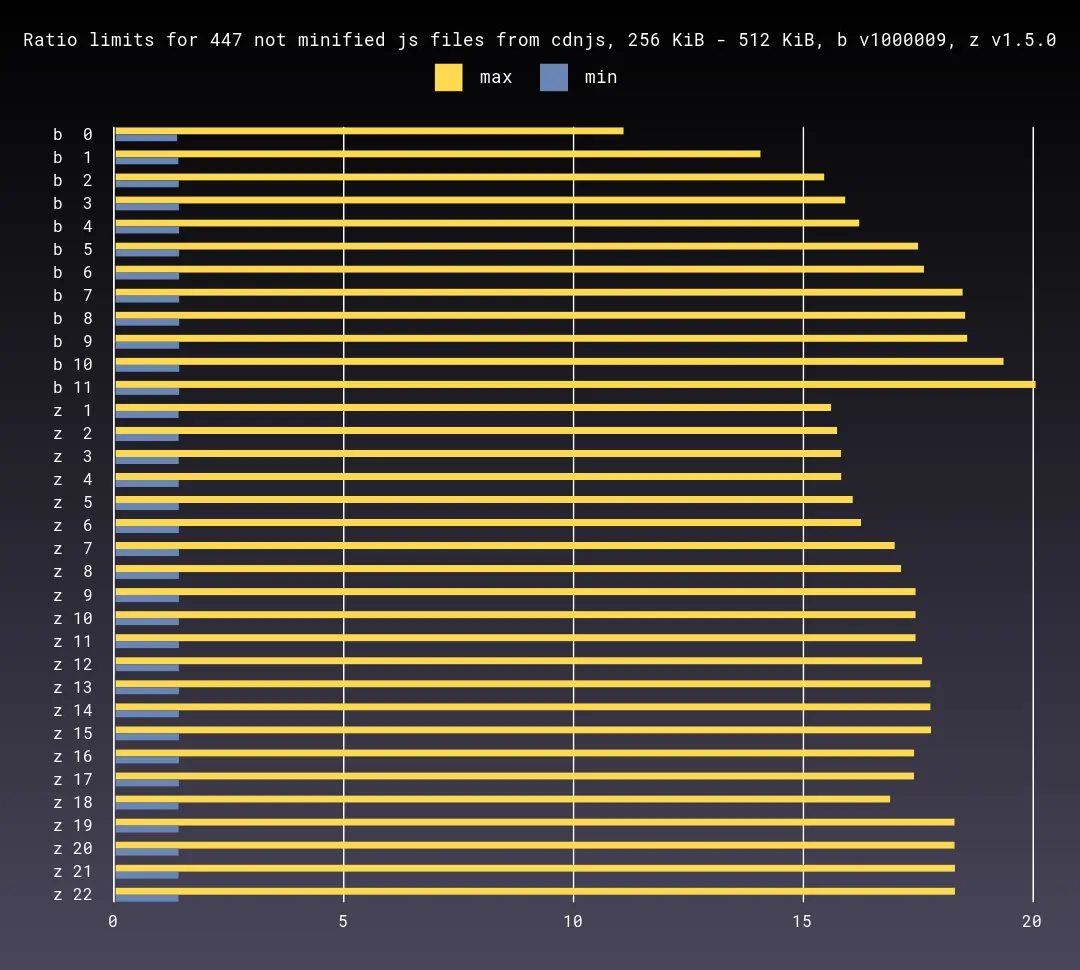 Ratio limits for 447 not minified js files from cdnjs, 256 KiB - 512 KiB, b v1000009, z v1.5.0
max min
b 0
b 1
b 2
b 3
b 4
b 5
b 6
b 7
b 8
b 9
b 10
b 11
z 1
z 2
z 3
z 4
z 5
z 6
z 7
z 8
z 9
z 10
z 11
z 12
z 13
z 14
z 15
z 16
z 17
z 18
z 19
z 20
z 21
z 22
0 5 10 15 20